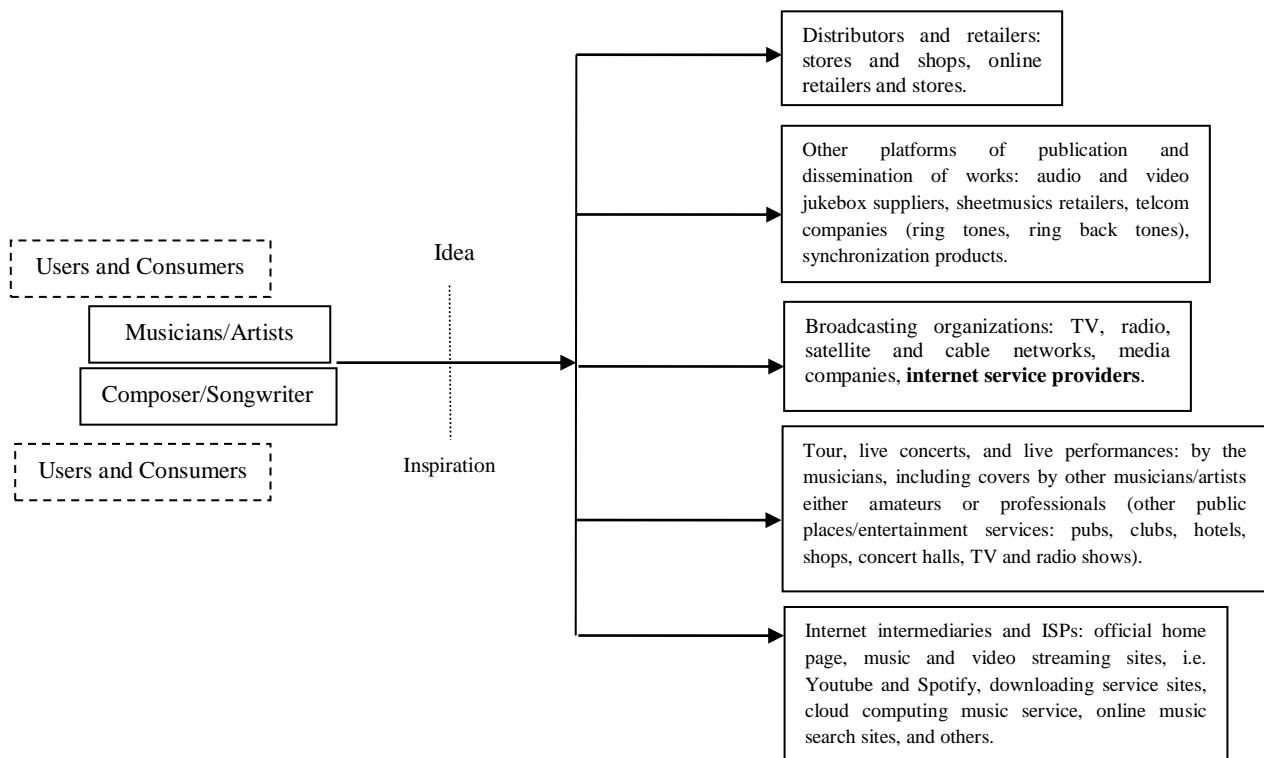 Users and Consumers
Musicians/Artists
Composer/Songwriter
Users and Consumers
Idea
Inspiration
Distributors and retailers:
stores and shops, online
retailers and stores.
Other platforms of publication and
dissemination of works: audio and video
jukebox suppliers, sheetmusics retailers, telcom
companies (ring tones, ring back tones),
synchronization products.
Broadcasting organizations: TV, radio,
satellite and cable networks, media
companies, internet service providers.
Tour, live concerts, and live performances: by the
musicians, including covers by other musicians/artists
either amateurs or professionals (other public
places/entertainment services: pubs, clubs, hotels,
shops, concert halls, TV and radio shows).
Internet intermediaries and ISPs: official home
page, music and video streaming sites, i.e.
Youtube and Spotify, downloading service sites,
cloud computing music service, online music
search sites, and others.